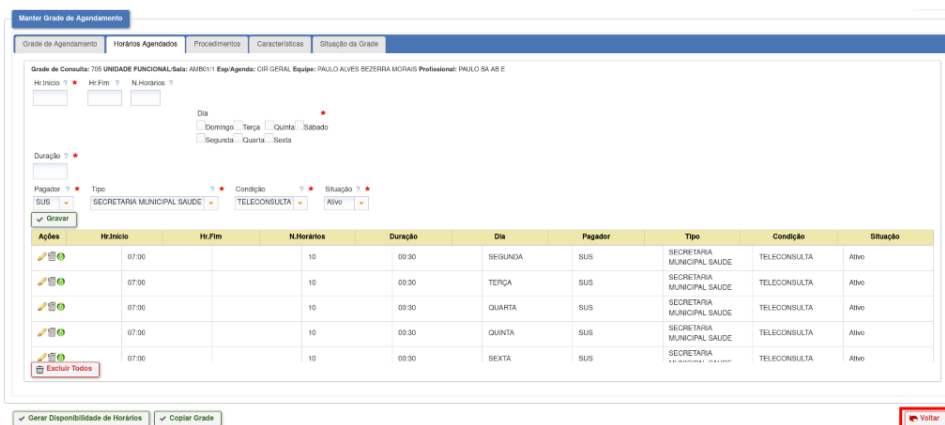 Manter Grade de Agendamento
Grade de Agendamento Horários Agendados Procedimentos Características Situação da Grade
Grade de Consulta: 705 UNIDADE FUNCIONAL/Sala: AMB01/1 Esp/Agenda: CIR GERAL Equipe: PAULO ALVES BEZERRA MORAIS Profissional: PAULO BA AB E
Hr.Inicio ? * Hr.Fim ? N.Horários ?
Dia *
Domingo Terça Quinta Sábado
Segunda Quarta Sexta
Duração ? *
Pagador ? * Tipo ? * Condição ? * Situação ? *
SUS SECRETARIA MUNICIPAL SAUDE TELECONSULTA Ativo
Gravar
Ações Hr.Inicio Hr.Fim N.Horários Duração Dia Pagador Tipo Condição Situação
07:00 10 00:30 SEGUNDA SUS SECRETARIA MUNICIPAL SAUDE TELECONSULTA Ativo
07:00 10 00:30 TERÇA SUS SECRETARIA MUNICIPAL SAUDE TELECONSULTA Ativo
07:00 10 00:30 QUARTA SUS SECRETARIA MUNICIPAL SAUDE TELECONSULTA Ativo
07:00 10 00:30 QUINTA SUS SECRETARIA MUNICIPAL SAUDE TELECONSULTA Ativo
07:00 10 00:30 SEXTA SUS SECRETARIA TELECONSULTA Ativo
Excluir Todos
Gerar Disponibilidade de Horários Copiar Grade Voltar